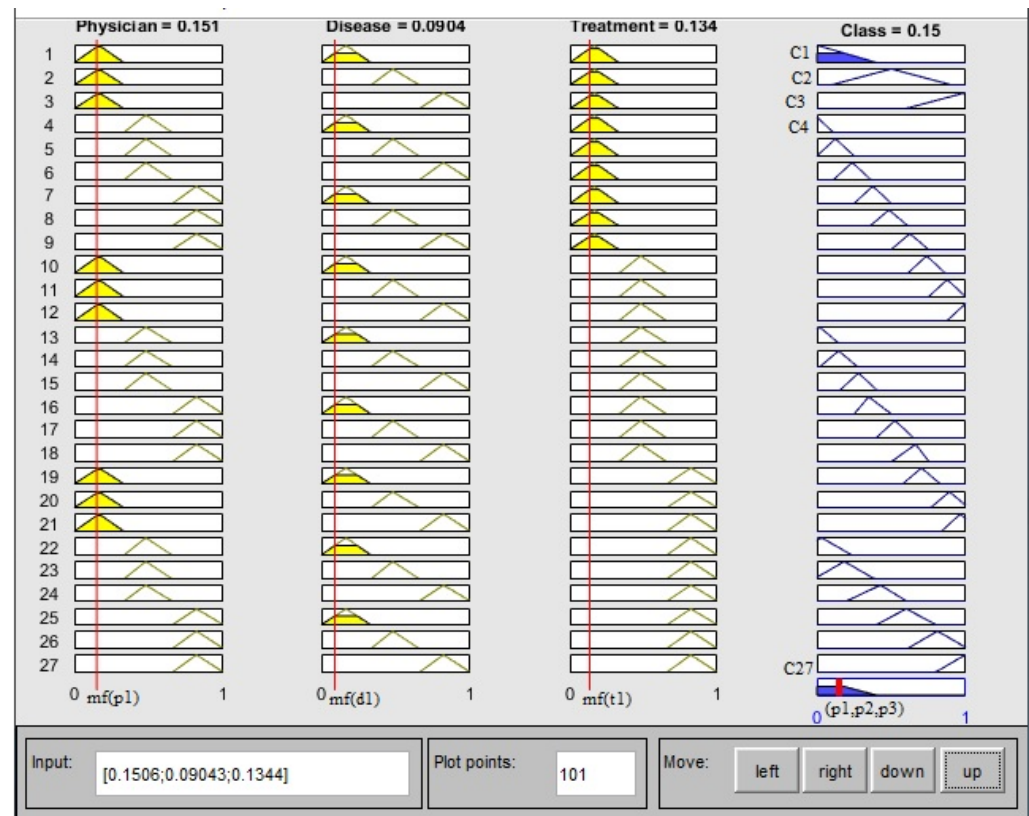 Physician = 0.151 Disease = 0.0904 Treatment = 0.134 Class = 0.15
1 C1
2 C2
3 C3
4 C4
5
6
7
8
9
10
11
12
13
14
15
16
17
18
19
20
21
22
23
24
25
26
27 C27
0 mf(p1) 1 0 mf(d1) 1 0 mf(t1) 1 0 (p1,p2,p3) 1
Input: [0.1506;0.09043;0.1344] Plot points: 101 Move: left right down up